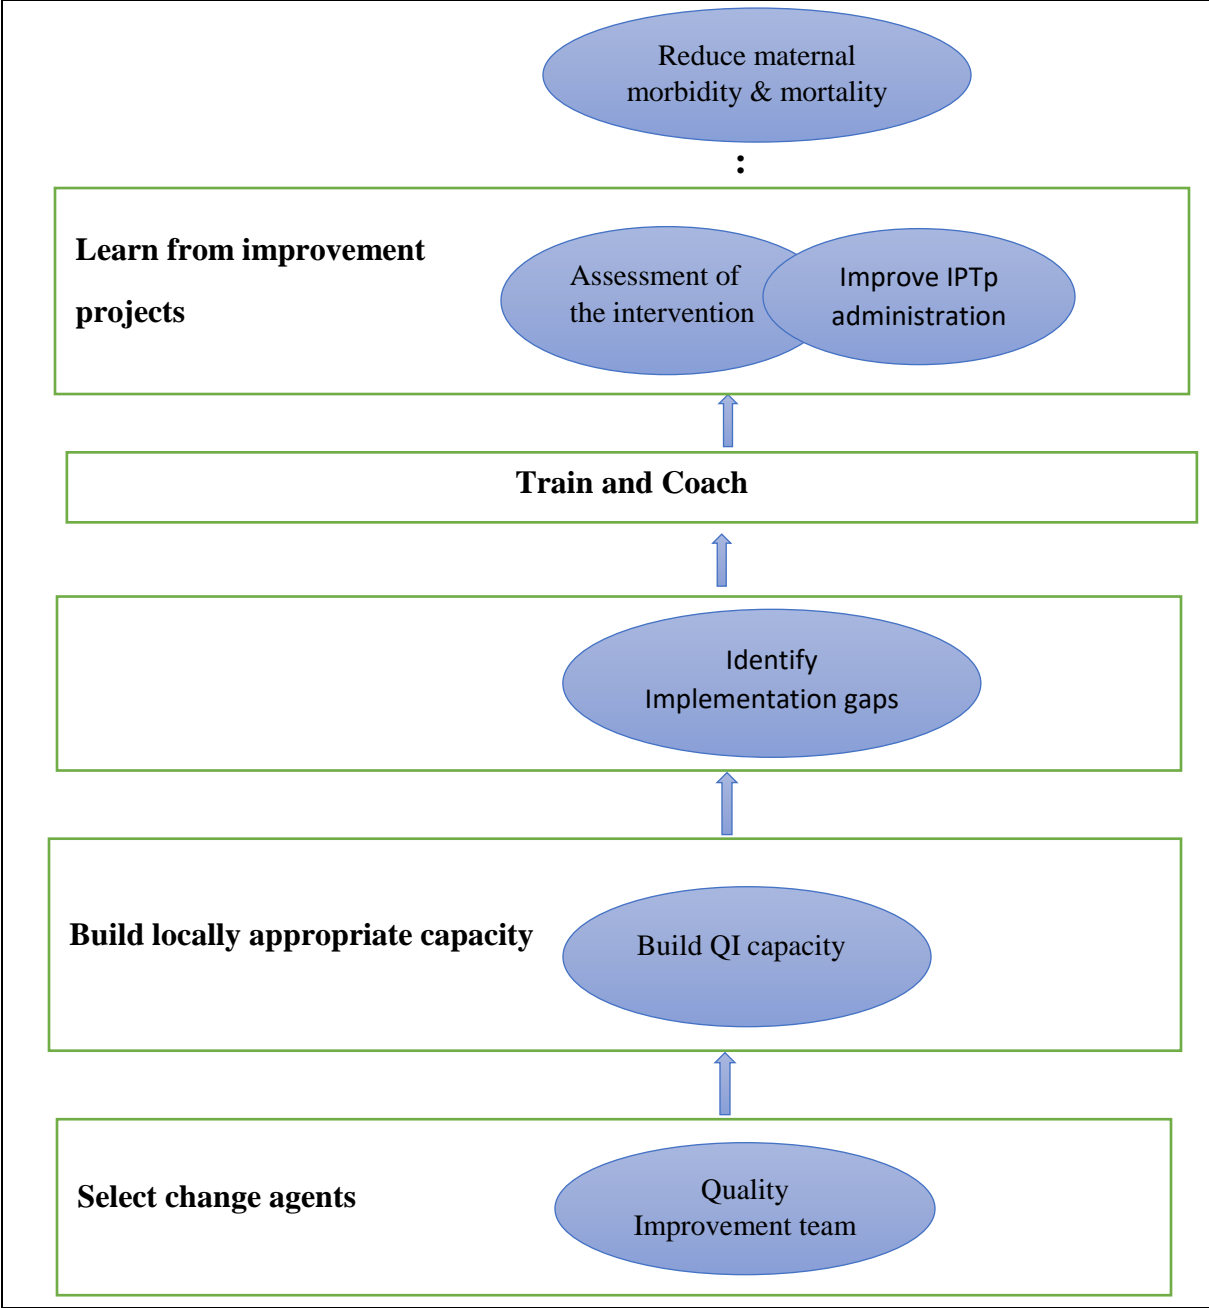 Reduce maternal
morbidity & mortality
:
Learn from improvement
projects
Assessment of
the intervention
Improve IPTp
administration
Train and Coach
Identify
Implementation gaps
Build locally appropriate capacity
Build QI capacity
Select change agents
Quality
Improvement team